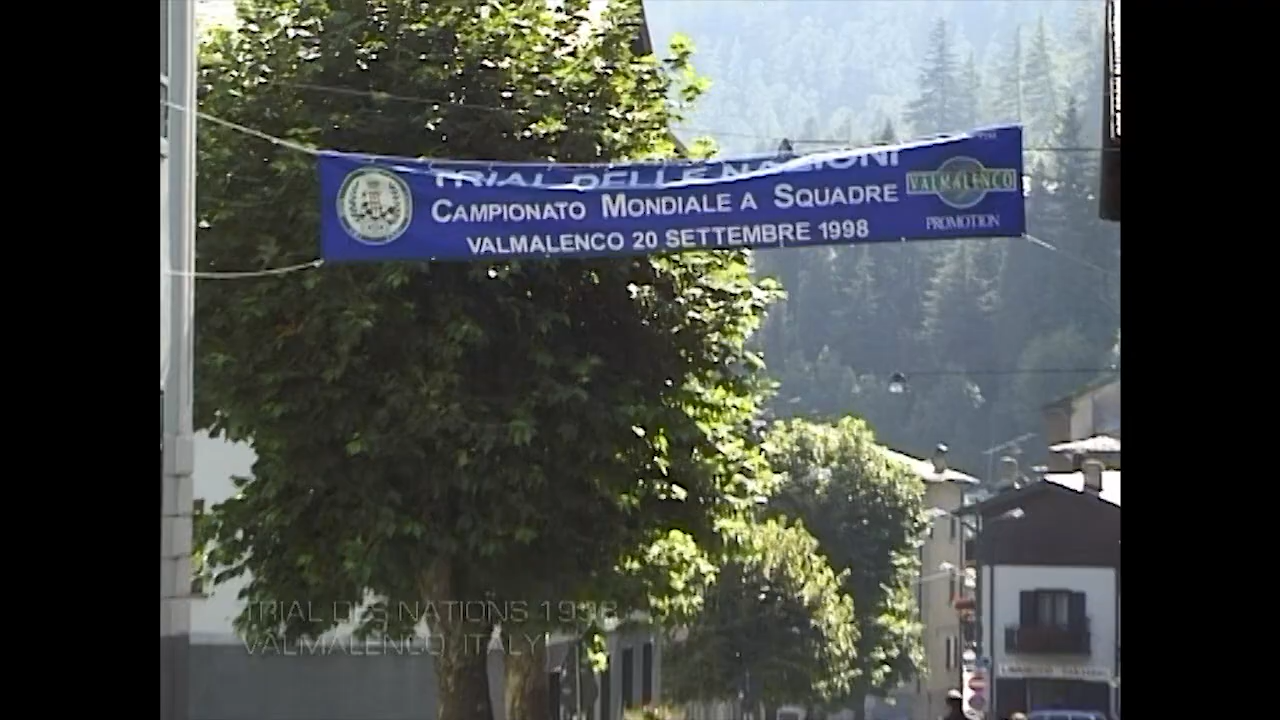 TRIAL DELLE NAZIONI
CAMPIONATO MONDIALE A SQUADRE
VALMALENCO 20 SETTEMBRE 1998
VALMALENCO
PROMOTION
TRIAL DES NATIONS 1998
VALMALENCO, ITALY